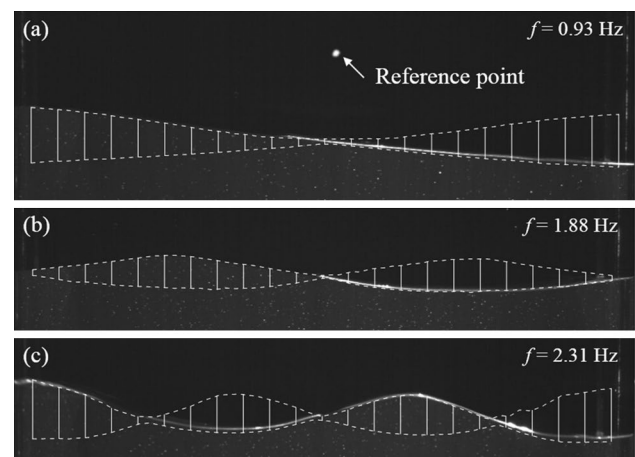 (a)
f = 0.93 Hz
Reference point
(b)
f = 1.88 Hz
(c)
f = 2.31 Hz